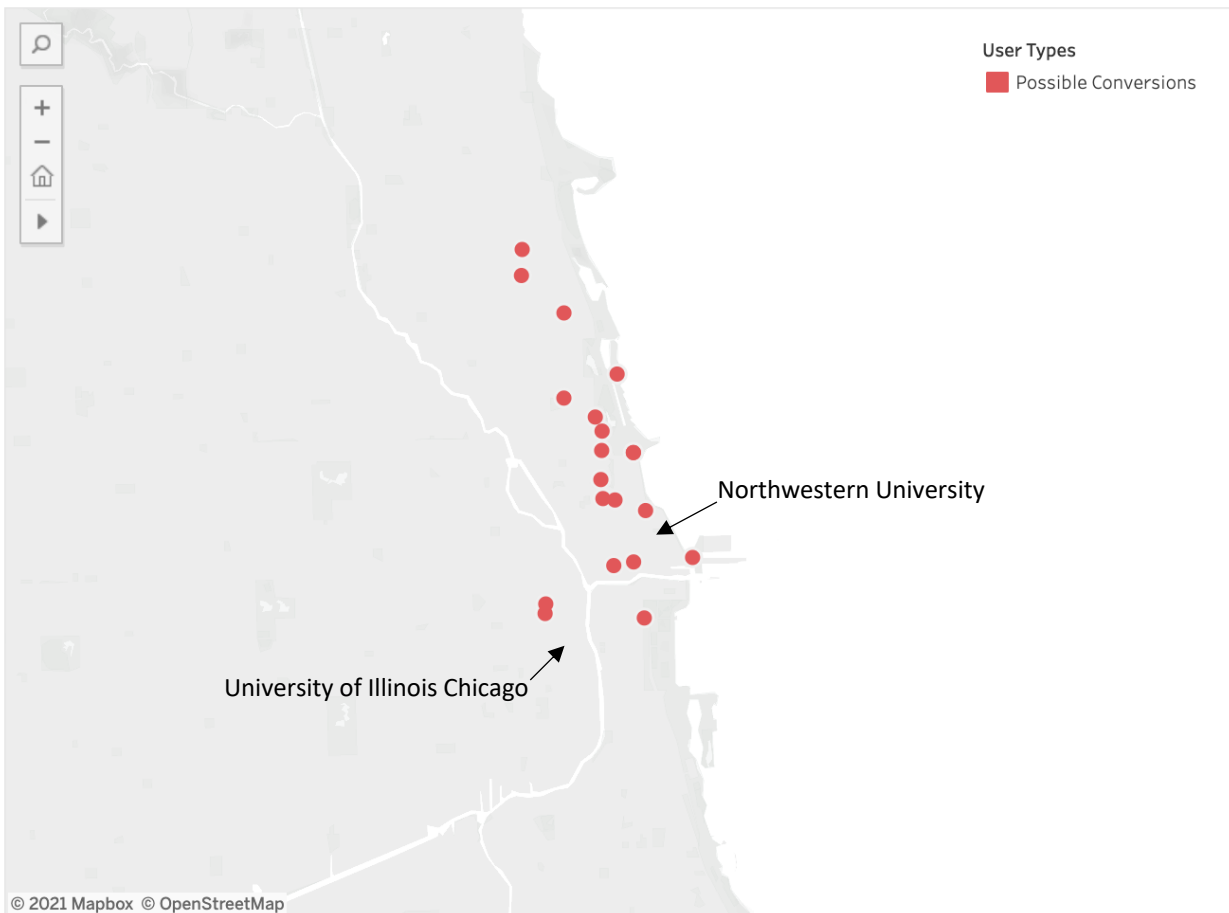 User Types
Possible Conversions
Northwestern University
University of Illinois Chicago
© 2021 Mapbox © OpenStreetMap